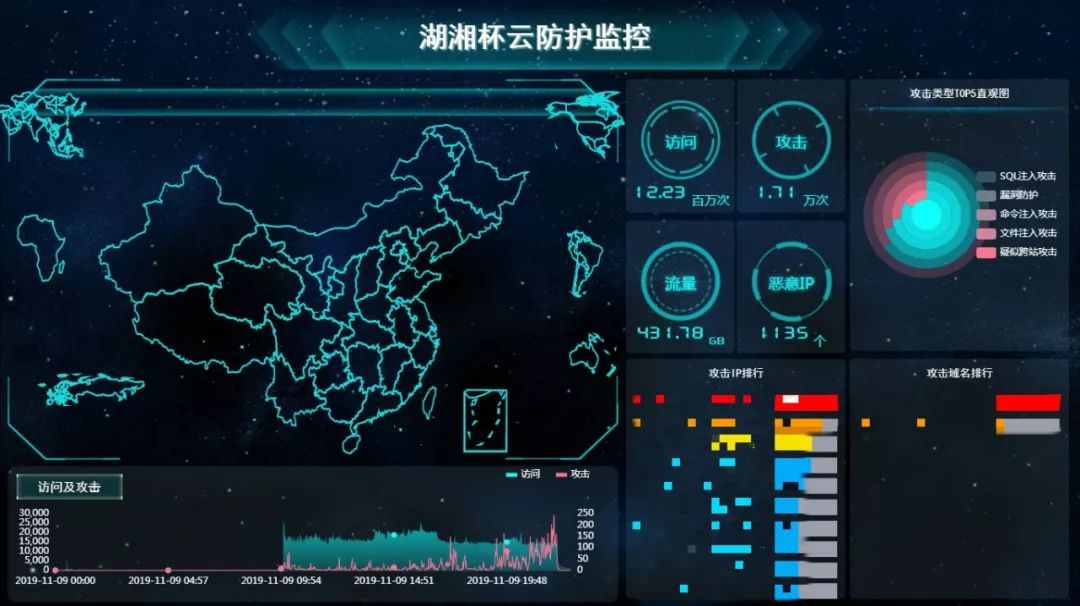 湖湘杯云防护监控
访问
12.23 百万次
攻击
1.71 万次
流量
431.78 GB
恶意IP
1135 个
攻击类型TOP5直观图
SQL注入攻击
漏洞防护
命令注入攻击
文件注入攻击
疑似跨站攻击
攻击IP排行
攻击域名排行
访问及攻击
访问 攻击
30,000
25,000
20,000
15,000
10,000
5,000
0
250
200
150
100
50
0
2019-11-09 00:00 2019-11-09 04:57 2019-11-09 09:54 2019-11-09 14:51 2019-11-09 19:48